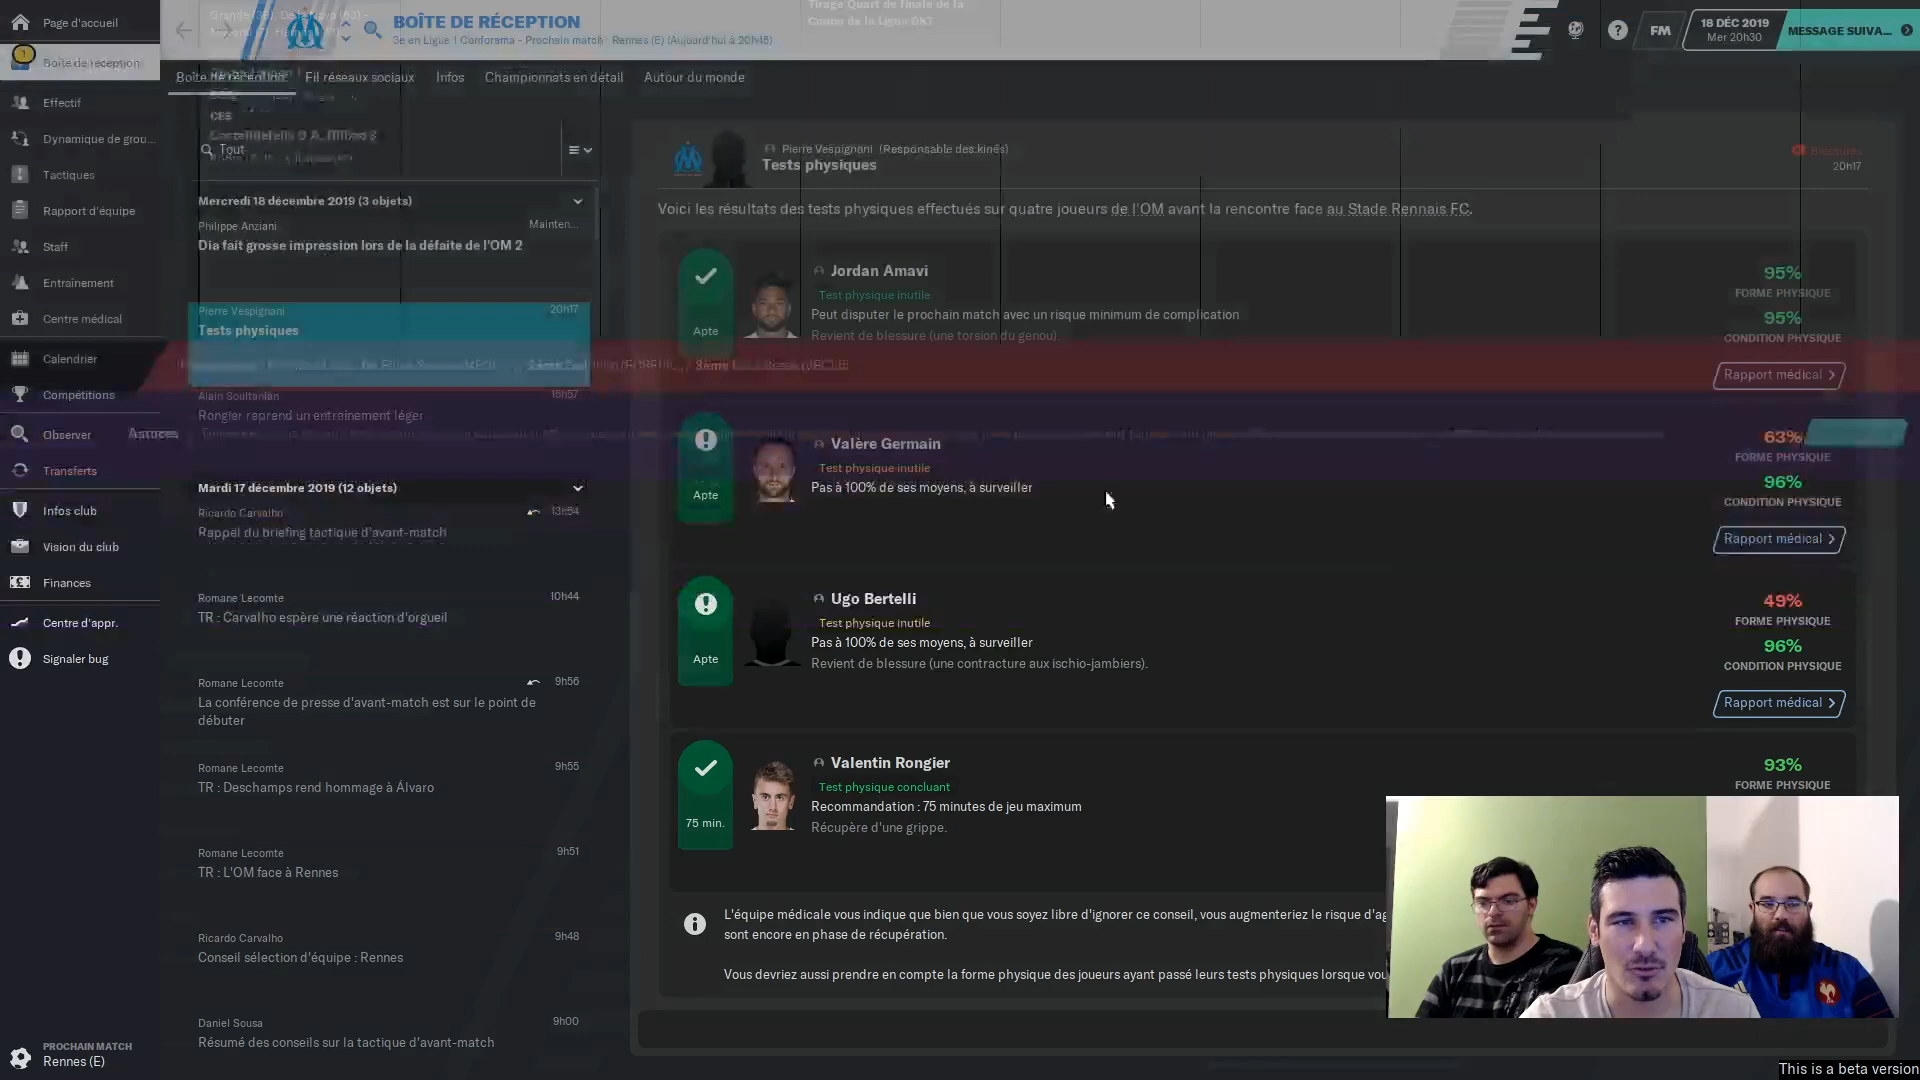 Page d'accueil
Boîte de réception
Effectif
Dynamique de grou...
Tactiques
Rapport d'équipe
Staff
Entraînement
Centre médical
Calendrier
Compétitions
Observer
Transferts
Infos club
Vision du club
Finances
Centre d'appr.
Signaler bug
PROCHAIN MATCH
Rennes (E)
BOÎTE DE RÉCEPTION
3e en Ligue 1 Conforama - Prochain match Rennes (E) (Aujourd'hui à 20h45)
Tirage Quart de finale de la
Coupe de la Ligue BKT
FM
18 DÉC 2019
Mer 20h30
MESSAGE SUIVA...
Boîte de réception
Fil réseaux sociaux
Infos
Championnats en détail
Autour du monde
Tout
Mercredi 18 décembre 2019 (3 objets)
Philippe Anziani
Mainten...
Dia fait grosse impression lors de la défaite de l'OM 2
Pierre Vespignani
20h17
Tests physiques
Alain Soultanian
16h57
Rongier reprend un entraînement léger
Mardi 17 décembre 2019 (12 objets)
Ricardo Carvalho
13h54
Rappel du briefing tactique d'avant-match
Romane Lecomte
10h44
TR : Carvalho espère une réaction d'orgueil
Romane Lecomte
9h56
La conférence de presse d'avant-match est sur le point de
débuter
Romane Lecomte
9h55
TR : Deschamps rend hommage à Álvaro
Romane Lecomte
9h51
TR : L'OM face à Rennes
Ricardo Carvalho
9h48
Conseil sélection d'équipe : Rennes
Daniel Sousa
9h00
Résumé des conseils sur la tactique d'avant-match
Pierre Vespignani (Responsable des kinés)
Tests physiques
Blessures
20h17
Voici les résultats des tests physiques effectués sur quatre joueurs de l'OM avant la rencontre face au Stade Rennais FC.
Apte
Jordan Amavi
Test physique inutile
Peut disputer le prochain match avec un risque minimum de complication
Revient de blessure (une torsion du genou).
95%
FORME PHYSIQUE
95%
CONDITION PHYSIQUE
Rapport médical
Apte
Valère Germain
Test physique inutile
Pas à 100% de ses moyens, à surveiller
63%
FORME PHYSIQUE
96%
CONDITION PHYSIQUE
Rapport médical
Apte
Ugo Bertelli
Test physique inutile
Pas à 100% de ses moyens, à surveiller
Revient de blessure (une contracture aux ischio-jambiers).
49%
FORME PHYSIQUE
96%
CONDITION PHYSIQUE
Rapport médical
75 min.
Valentin Rongier
Test physique concluant
Recommandation : 75 minutes de jeu maximum
Récupère d'une grippe.
93%
FORME PHYSIQUE
L'équipe médicale vous indique que bien que vous soyez libre d'ignorer ce conseil, vous augmenteriez le risque d'ag
sont encore en phase de récupération.
Vous devriez aussi prendre en compte la forme physique des joueurs ayant passé leurs tests physiques lorsque vou
This is a beta version